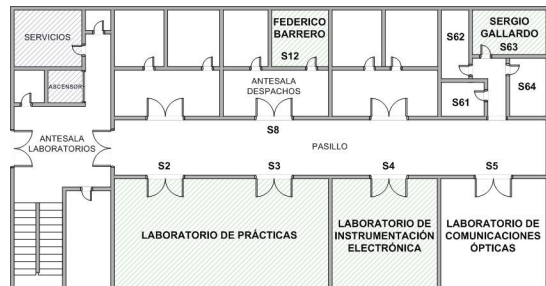 SERVICIOS
FEDERICO
BARRERO
S12
S62
SERGIO
GALLARDO
S63
ASCENSOR
ANTESALA
DESPACHOS
S61
S64
ANTESALA
LABORATORIOS
S8
PASILLO
S2
S3
S4
S5
LABORATORIO DE PRÁCTICAS
LABORATORIO DE
INSTRUMENTACIÓN
ELECTRÓNICA
LABORATORIO DE
COMUNICACIONES
ÓPTICAS